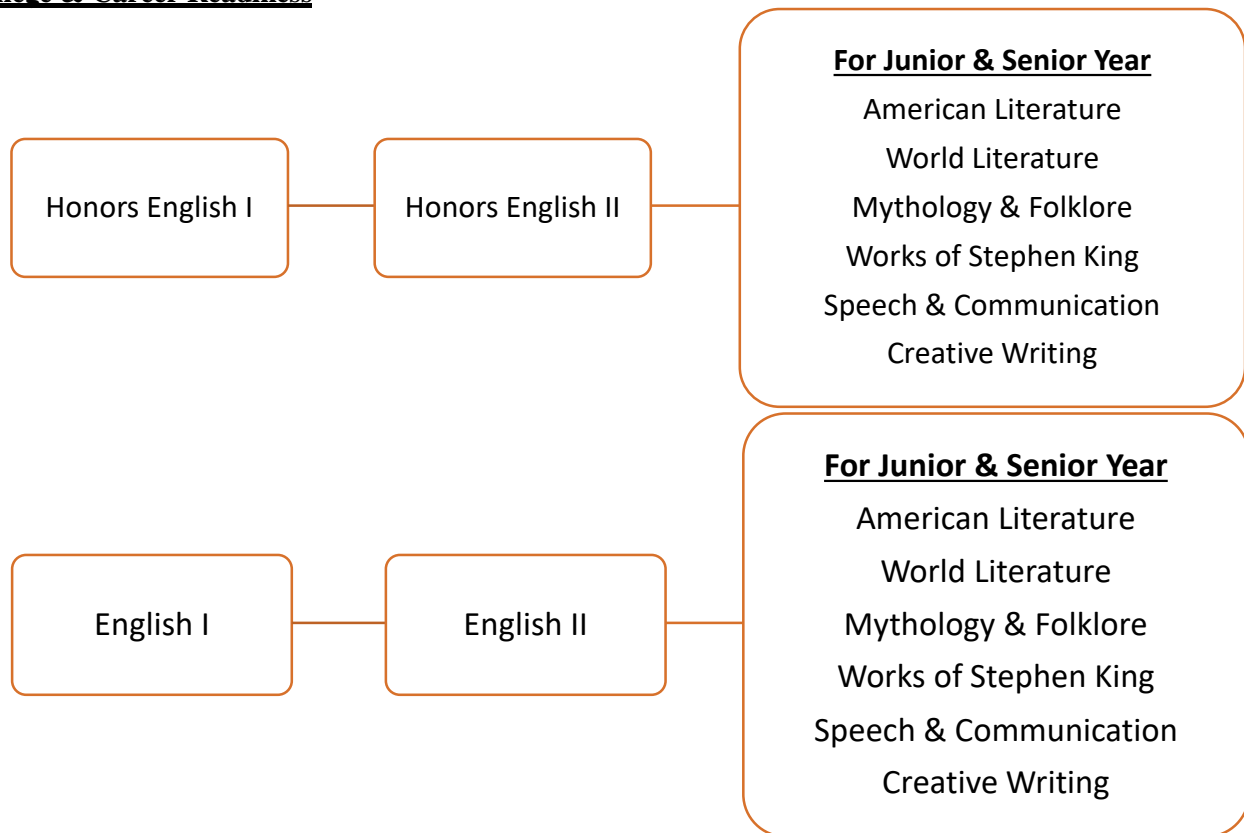 & Career Readiness
Honors English I
Honors English II
For Junior & Senior Year
American Literature
World Literature
Mythology & Folklore
Works of Stephen King
Speech & Communication
Creative Writing
English I
English II
For Junior & Senior Year
American Literature
World Literature
Mythology & Folklore
Works of Stephen King
Speech & Communication
Creative Writing